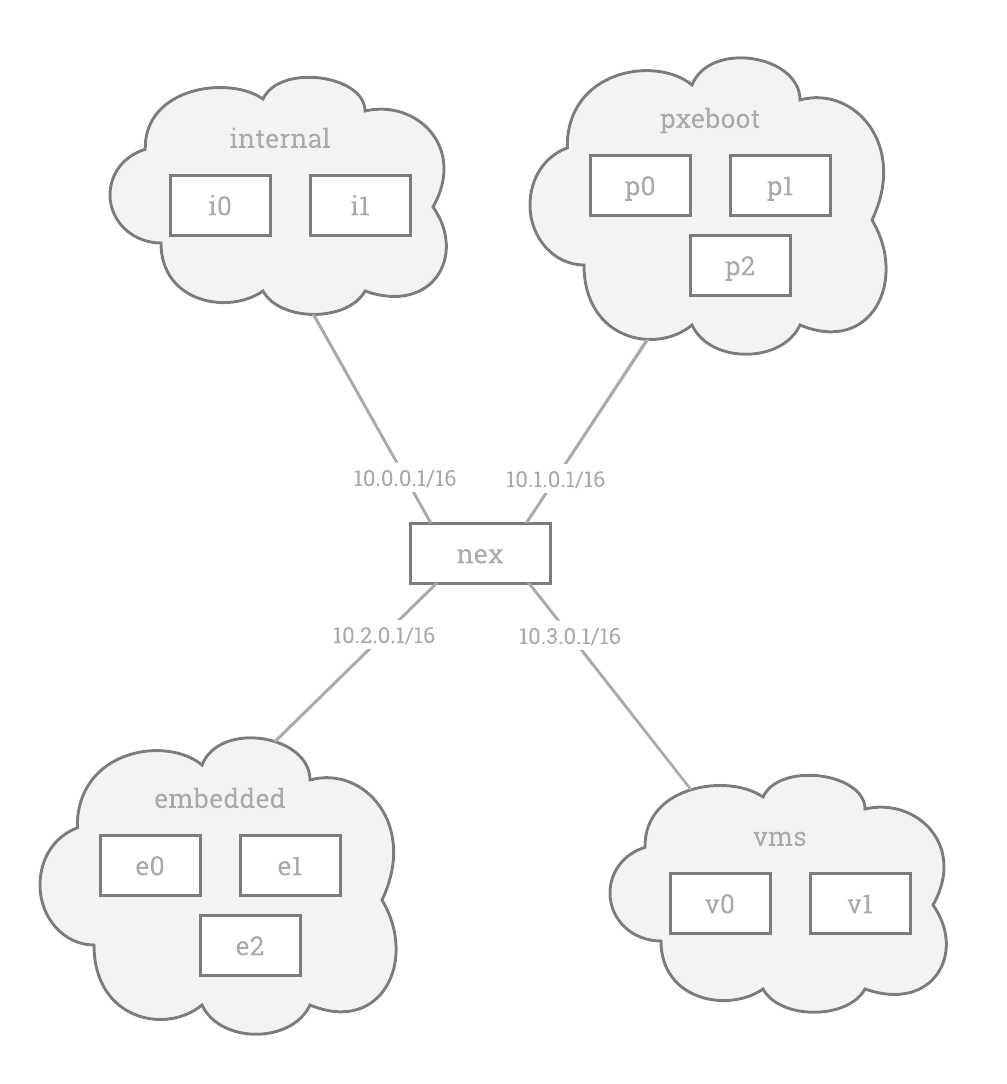 internal
i0
i1
pxeboot
p0
p1
p2
10.0.0.1/16
10.1.0.1/16
nex
10.2.0.1/16
10.3.0.1/16
embedded
e0
e1
e2
vms
v0
v1